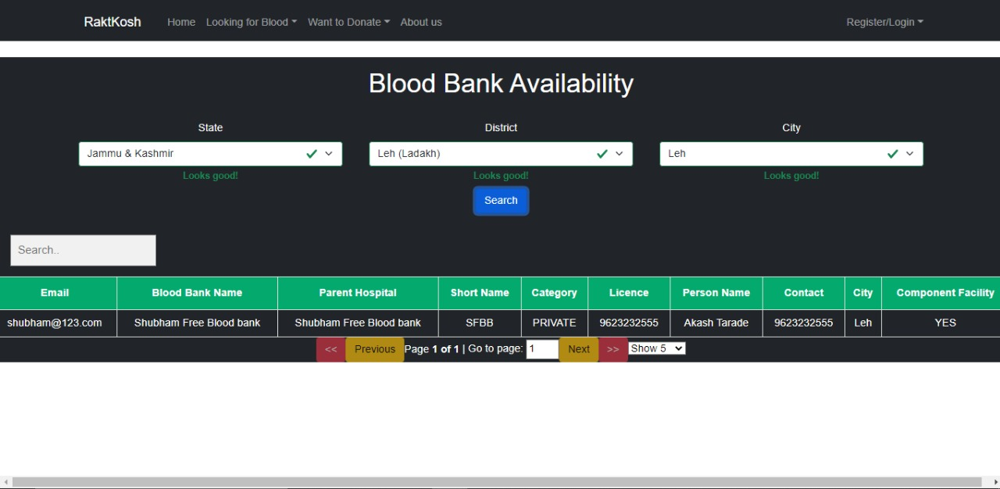 RaktKosh Home Looking for Blood Want to Donate About us Register/Login
Blood Bank Availability
State District City
Jammu & Kashmir Leh (Ladakh) Leh
Looks good! Looks good! Looks good!
Search
Search..
Email Blood Bank Name Parent Hospital Short Name Category Licence Person Name Contact City Component Facility
shubham@123.com Shubham Free Blood bank Shubham Free Blood bank SFBB PRIVATE 9623232555 Akash Tarade 9623232555 Leh YES
<< Previous Page 1 of 1 | Go to page: 1 Next >> Show 5